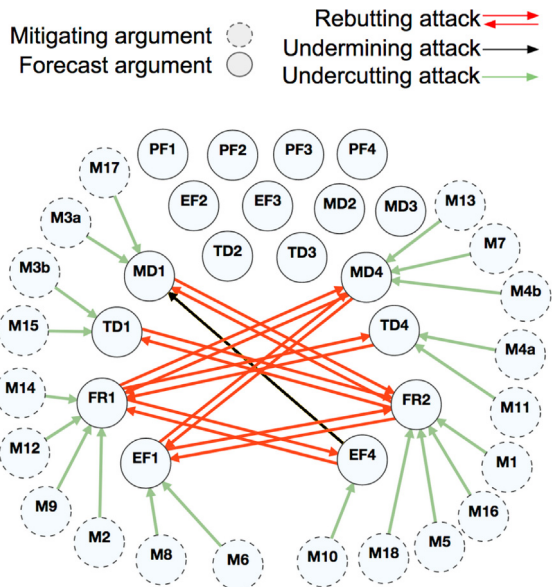 Rebutting attack
Mitigating argument
Undermining attack
Forecast argument
Undercutting attack
PF1 PF2 PF3 PF4
M17
EF2 EF3 MD2 MD3 M13
M3a
TD2 TD3 M7
M3b MD1 MD4
M4b
M15 TD1 TD4
M4a
M14 FR1 FR2
M11
M12
EF1 EF4 M1
M9
M16
M2 M8 M6 M10 M18 M5